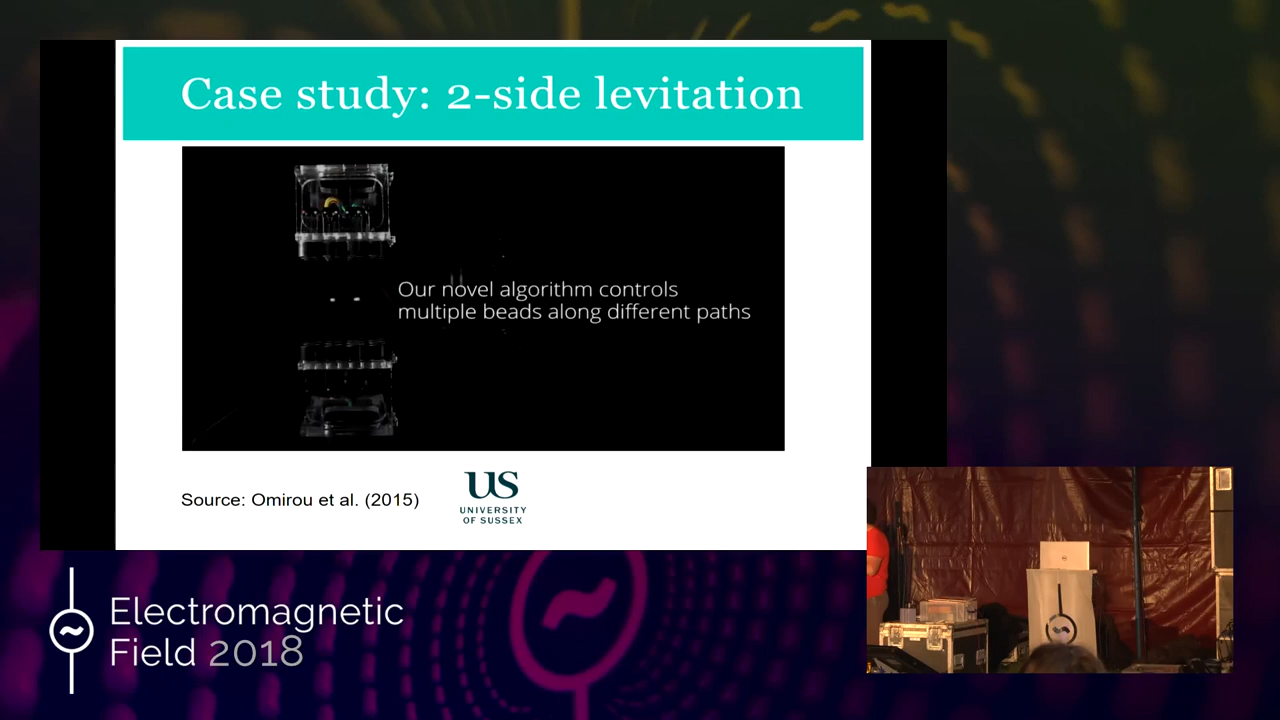 Case study: 2-side levitation
Our novel algorithm controls
multiple beads along different paths
Source: Omirou et al. (2015)
US
UNIVERSITY
OF SUSSEX
Electromagnetic
Field 2018